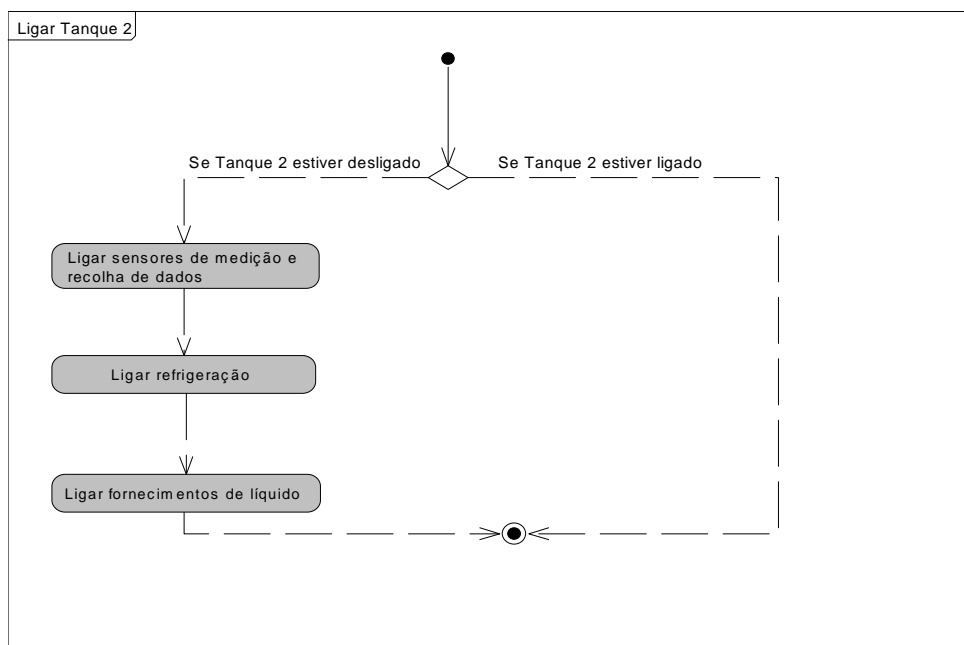 Ligar Tanque 2
Se Tanque 2 estiver desligado
Se Tanque 2 estiver ligado
Ligar sensores de medição e
recolha de dados
Ligar refrigeração
Ligar fornecimentos de líquido